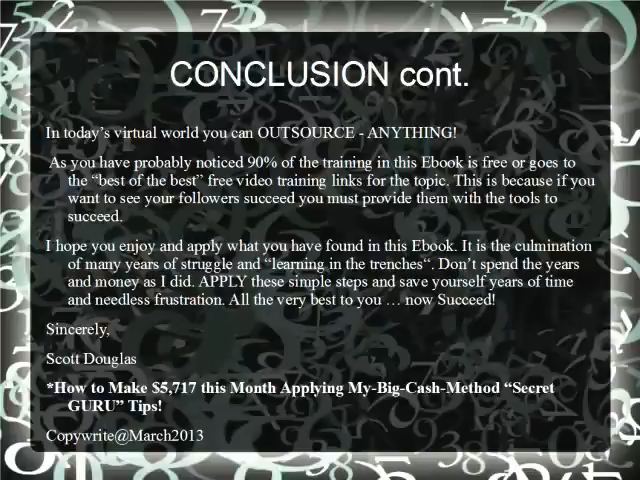 CONCLUSION cont.
In today’s virtual world you can OUTSOURCE - ANYTHING!
As you have probably noticed 90% of the training in this Ebook is free or goes to
the “best of the best” free video training links for the topic. This is because if you
want to see your followers succeed you must provide them with the tools to
succeed.
I hope you enjoy and apply what you have found in this Ebook. It is the culmination
of many years of struggle and “learning in the trenches“. Don’t spend the years
and money as I did. APPLY these simple steps and save yourself years of time
and needless frustration. All the very best to you … now Succeed!
Sincerely,
Scott Douglas
*How to Make $5,717 this Month Applying My-Big-Cash-Method “Secret
GURU” Tips!
Copywrite@March2013